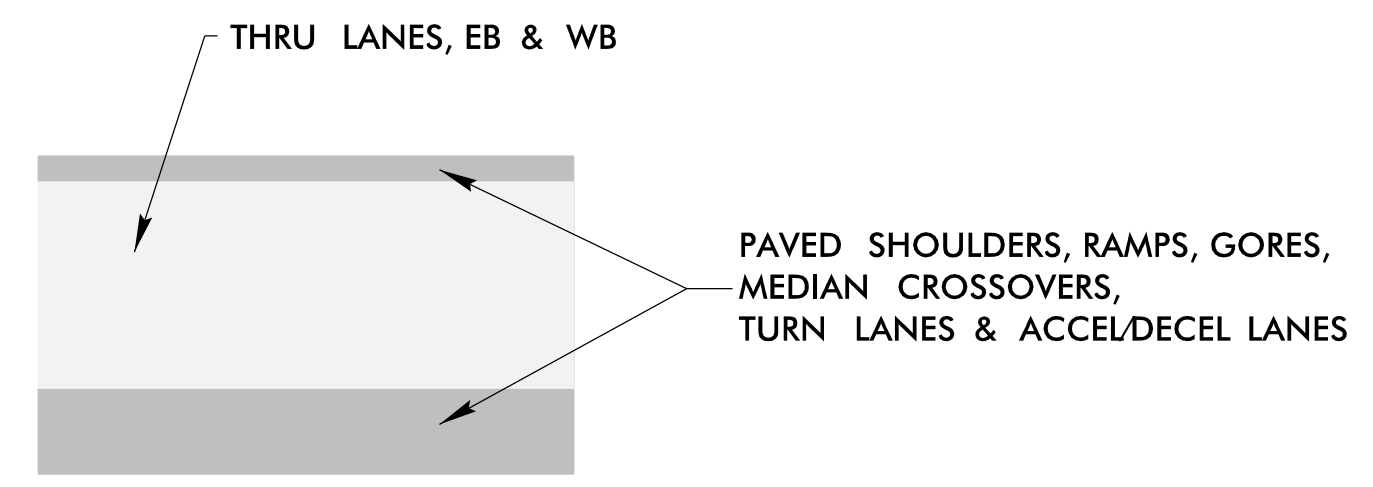 THRU LANES, EB & WB
PAVED SHOULDERS, RAMPS, GORES,
MEDIAN CROSSOVERS,
TURN LANES & ACCEL/DECEL LANES